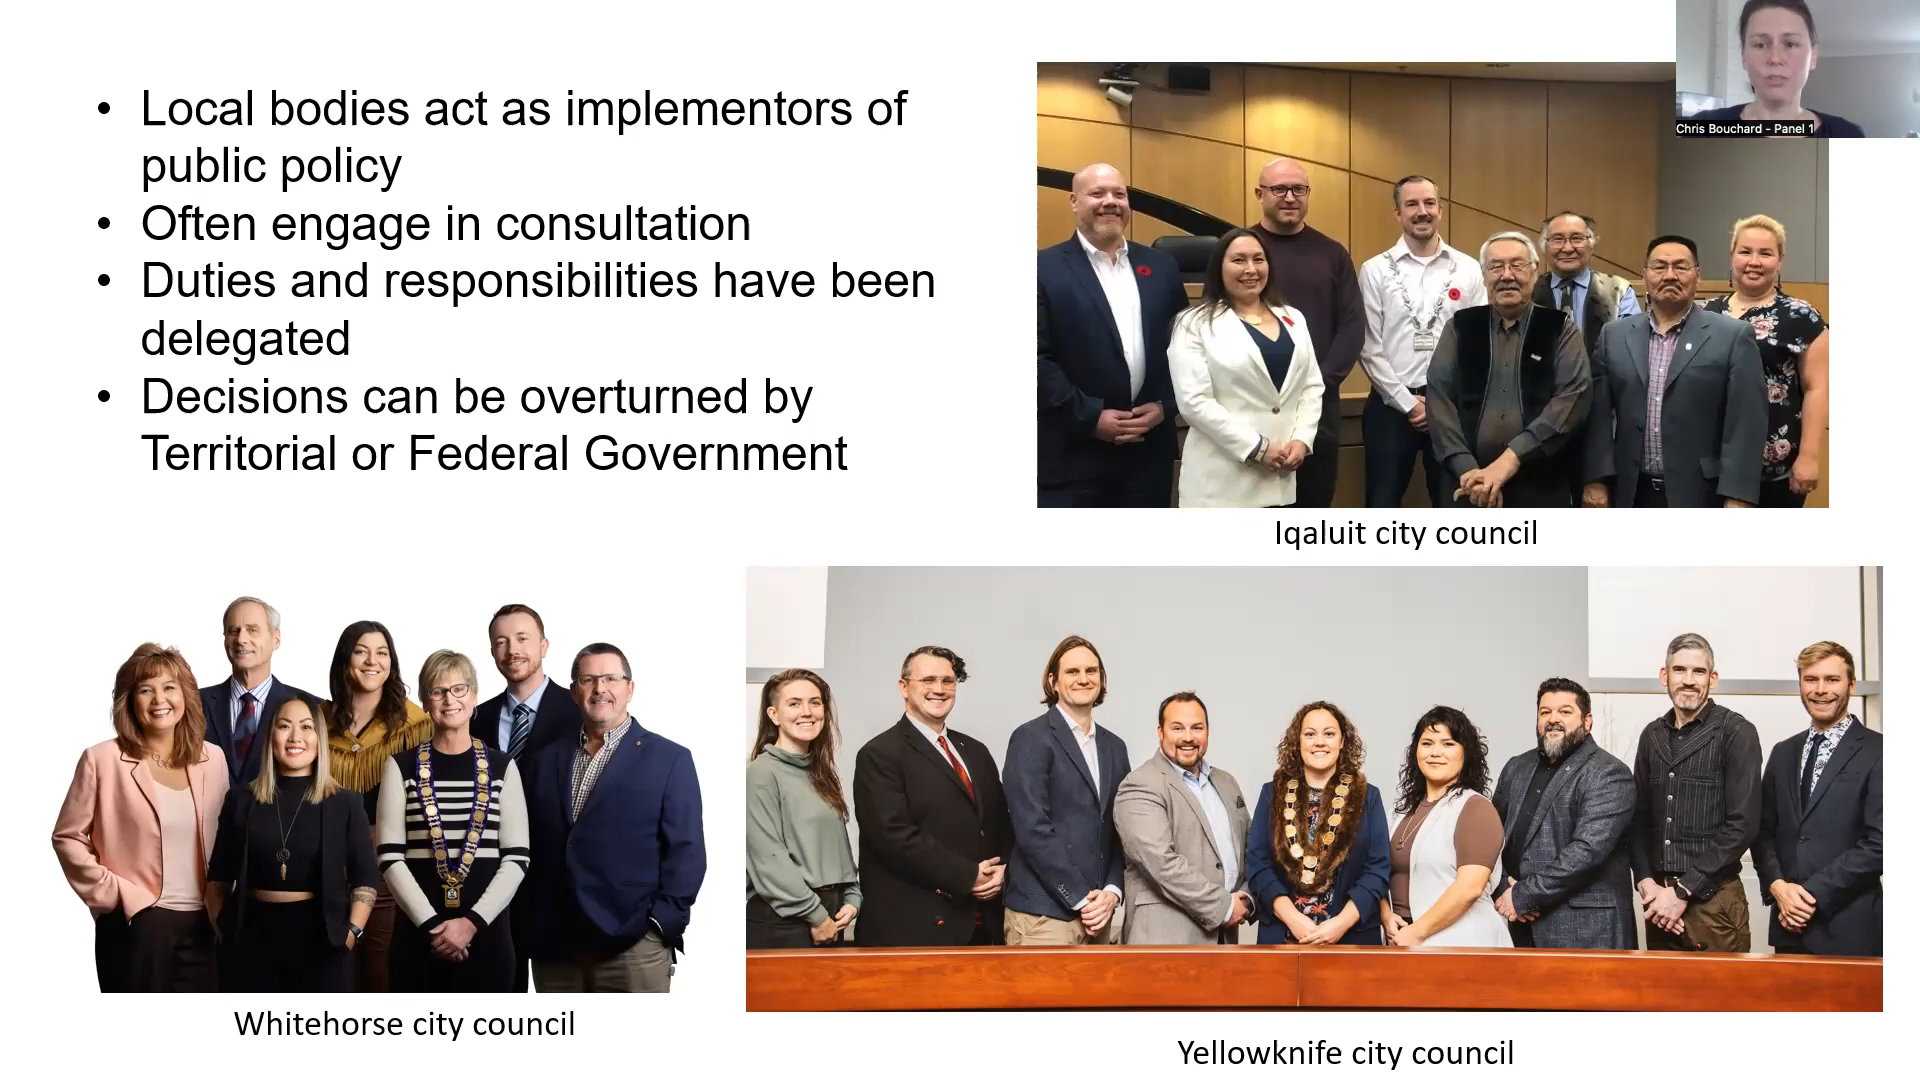 • Local bodies act as implementors of
public policy
• Often engage in consultation
• Duties and responsibilities have been
delegated
• Decisions can be overturned by
Territorial or Federal Government
Chris Bouchard - Panel 1
Iqaluit city council
Whitehorse city council
Yellowknife city council